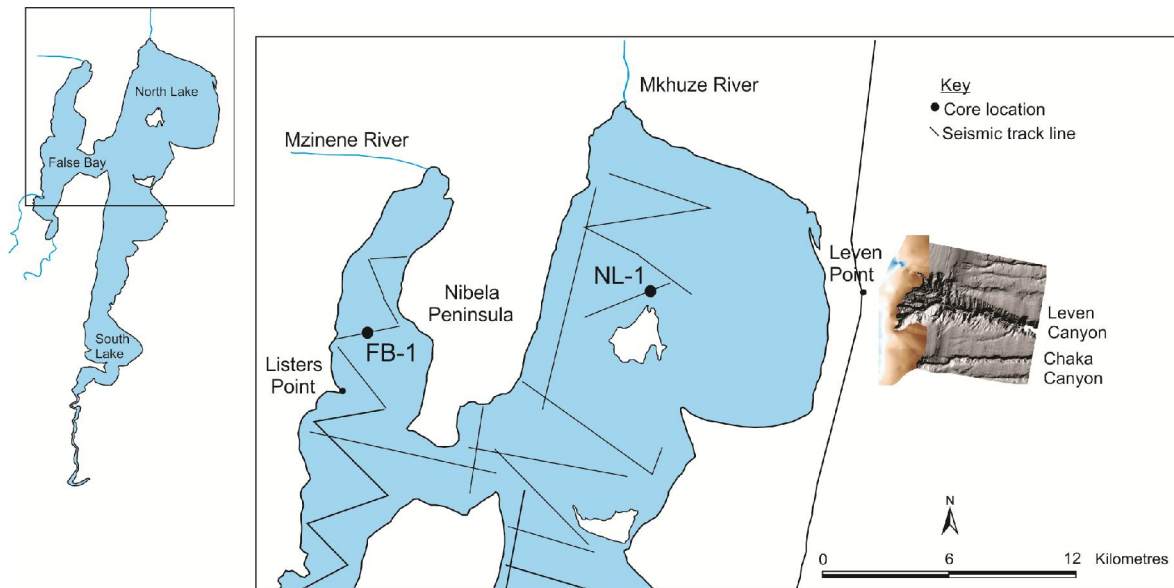 North Lake
False Bay
South
Lake
Mkhuze River
Mzinene River
Key
Core location
Seismic track line
Leven
Point
NL-1
Nibela
Peninsula
FB-1
Listers
Point
Leven
Canyon
Chaka
Canyon
N
0 6 12 Kilometres